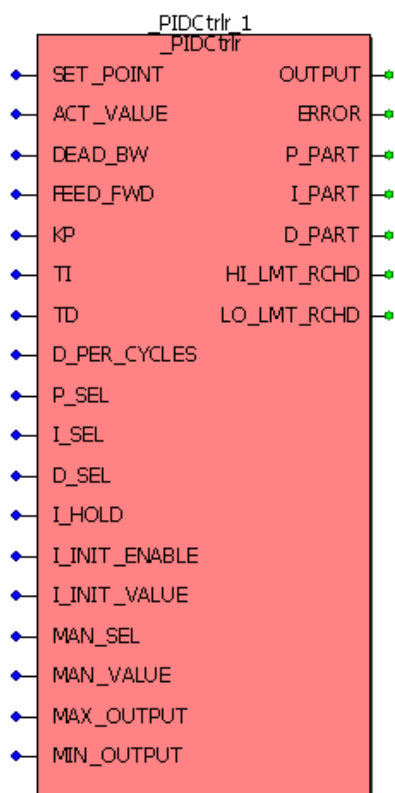 _PIDCtrlr_1
_PIDCtrlr
SET_POINT OUTPUT
ACT_VALUE ERROR
DEAD_BW P_PART
FEED_FWD I_PART
KP D_PART
TI HI_LMT_RCHD
TD LO_LMT_RCHD
D_PER_CYCLES
P_SEL
I_SEL
D_SEL
I_HOLD
I_INIT_ENABLE
I_INIT_VALUE
MAN_SEL
MAN_VALUE
MAX_OUTPUT
MIN_OUTPUT